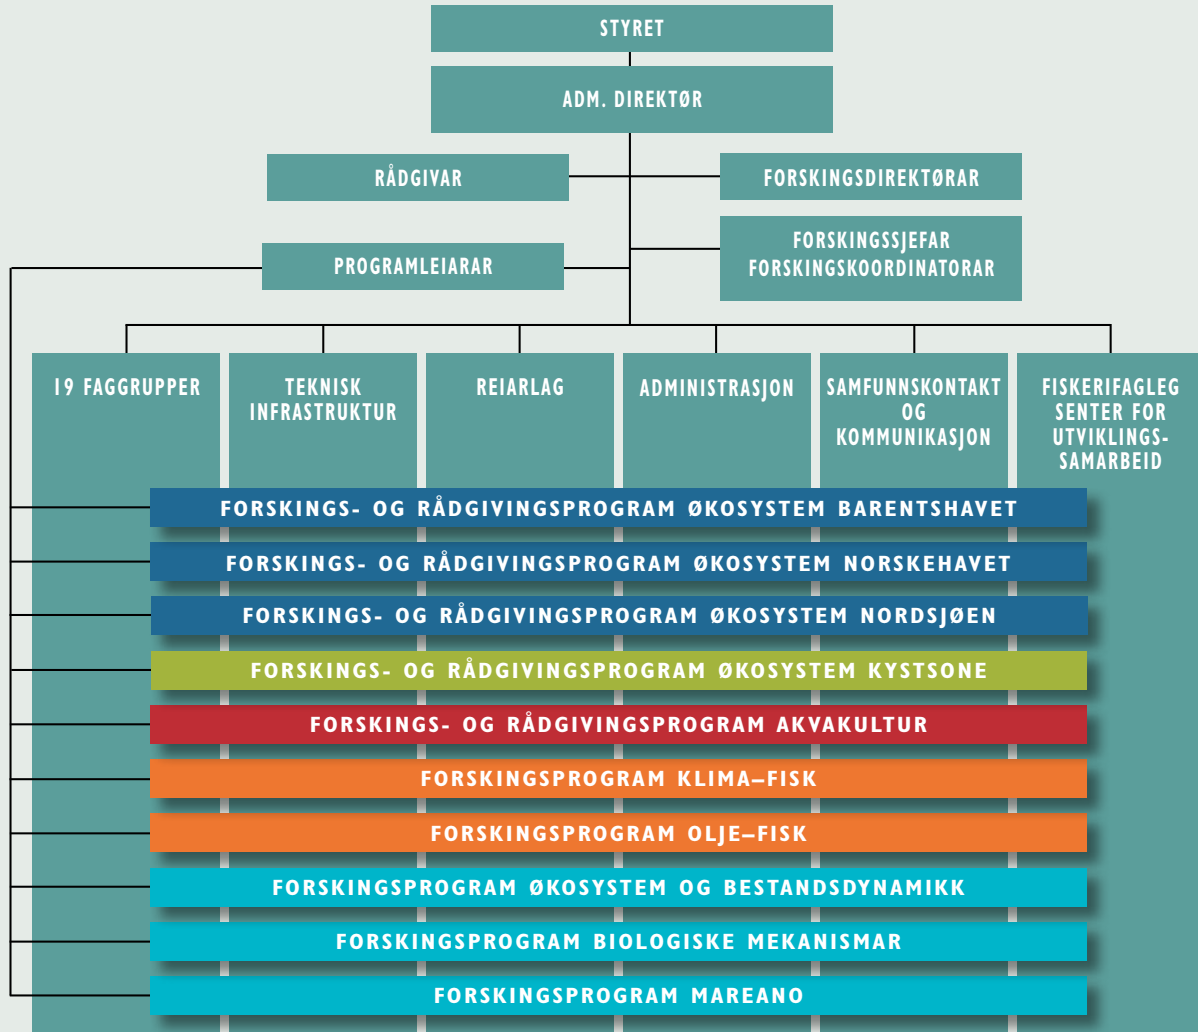 STYRET
ADM. DIREKTØR
RÅDGIVAR
FORSKINGSDIREKTØRAR
FORSKINGSSJEFAR
FORSKINGSKOORDINATORAR
PROGRAMLEIARAR
19 FAGGRUPPER
TEKNISK
INFRASTRUKTUR
REIARLAG
ADMINISTRASJON
SAMFUNNSKONTAKT
OG
KOMMUNIKASJON
FISKERIFAGLEG
SENTER FOR
UTVIKLINGS-
SAMARBEID
FORSKINGS- OG RÅDGIVINGSPROGRAM ØKOSYSTEM BARENTSHAVET
FORSKINGS- OG RÅDGIVINGSPROGRAM ØKOSYSTEM NORSKEHAVET
FORSKINGS- OG RÅDGIVINGSPROGRAM ØKOSYSTEM NORDSJØEN
FORSKINGS- OG RÅDGIVINGSPROGRAM ØKOSYSTEM KYSTSONE
FORSKINGS- OG RÅDGIVINGSPROGRAM AKVAKULTUR
FORSKINGSPROGRAM KLIMA–FISK
FORSKINGSPROGRAM OLJE–FISK
FORSKINGSPROGRAM ØKOSYSTEM OG BESTANDSDYNAMIKK
FORSKINGSPROGRAM BIOLOGISKE MEKANISMAR
FORSKINGSPROGRAM MAREANO